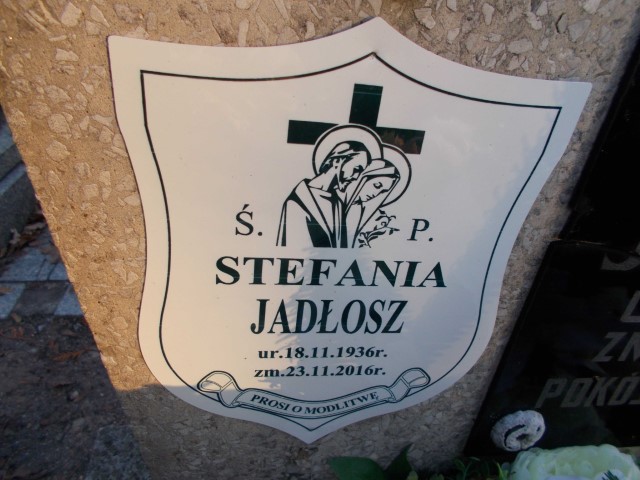 Ś. P.
STEFANIA
JADŁOSZ
ur.18.11.1936r.
zm.23.11.2016r.
PROSI O MODLITWĘ